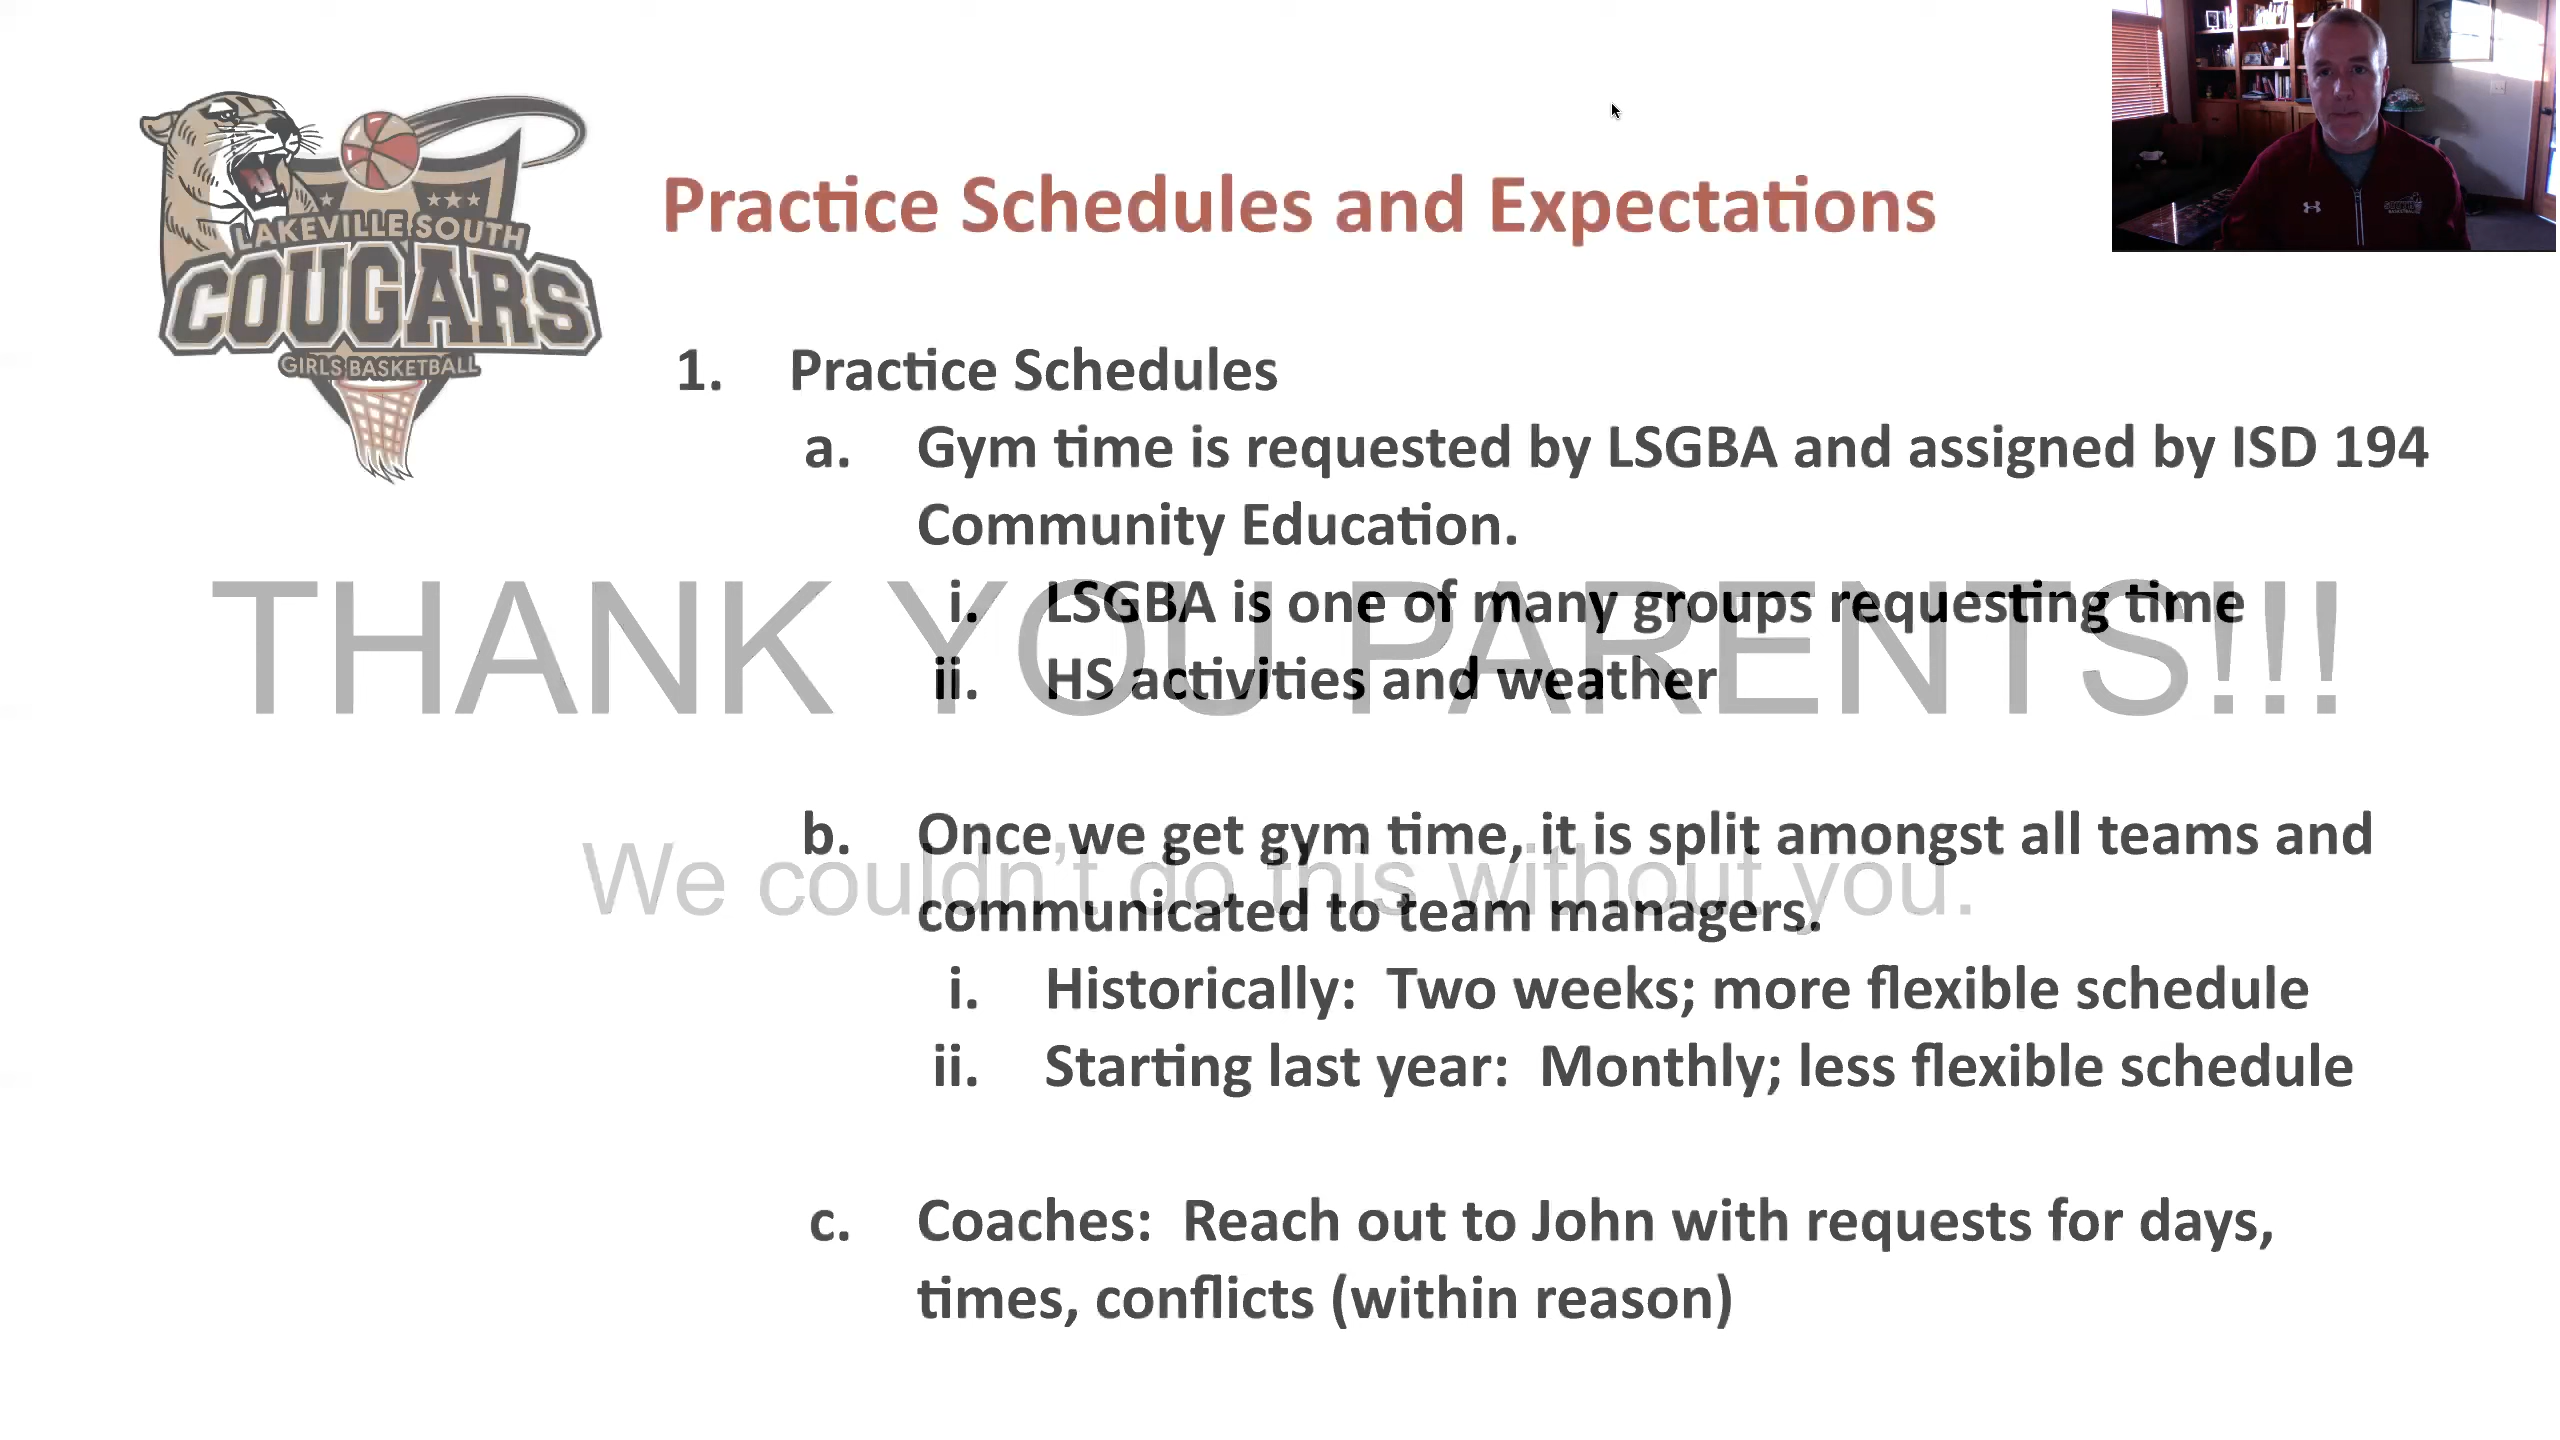 LAKEVILLE SOUTH
COUGARS
GIRLS BASKETBALL
Practice Schedules and Expectations
1. Practice Schedules
a. Gym time is requested by LSGBA and assigned by ISD 194
Community Education.
i. LSGBA is one of many groups requesting time
ii. HS activities and weather
THANK YOU PARENTS!!!
b. Once we get gym time, it is split amongst all teams and
communicated to team managers.
We couldn't do this without you.
i. Historically: Two weeks; more flexible schedule
ii. Starting last year: Monthly; less flexible schedule
c. Coaches: Reach out to John with requests for days,
times, conflicts (within reason)
SOUTH